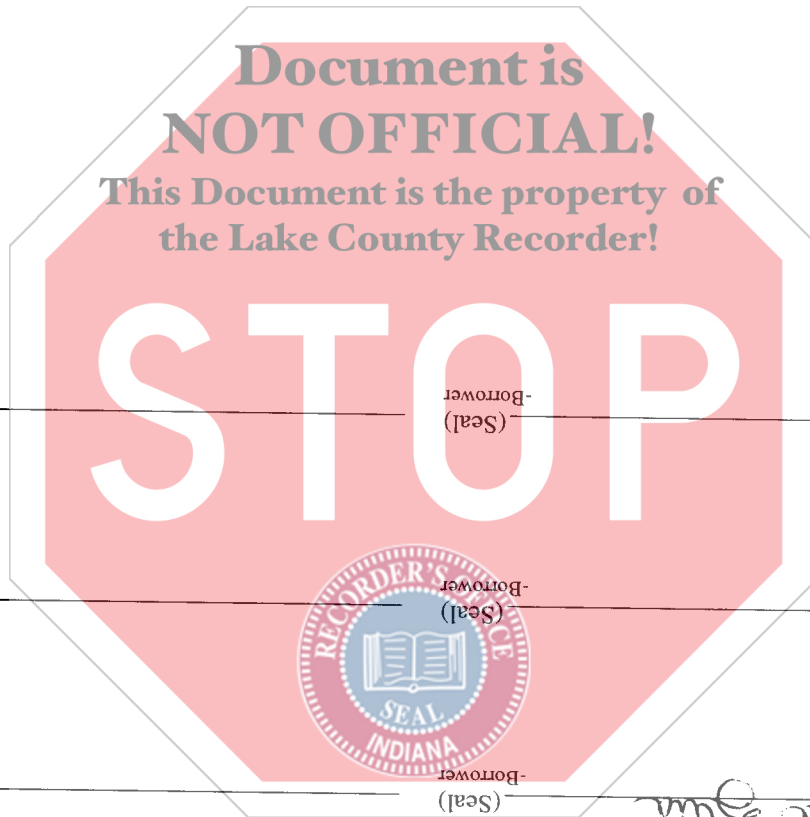 Document is
NOT OFFICIAL!
This Document is the property of
the Lake County Recorder!
STOP
-Borrower
(Seal)
-Borrower
(Seal)
RECORDER'S OFFICE
SEAL
INDIANA
-Borrower
(Seal)